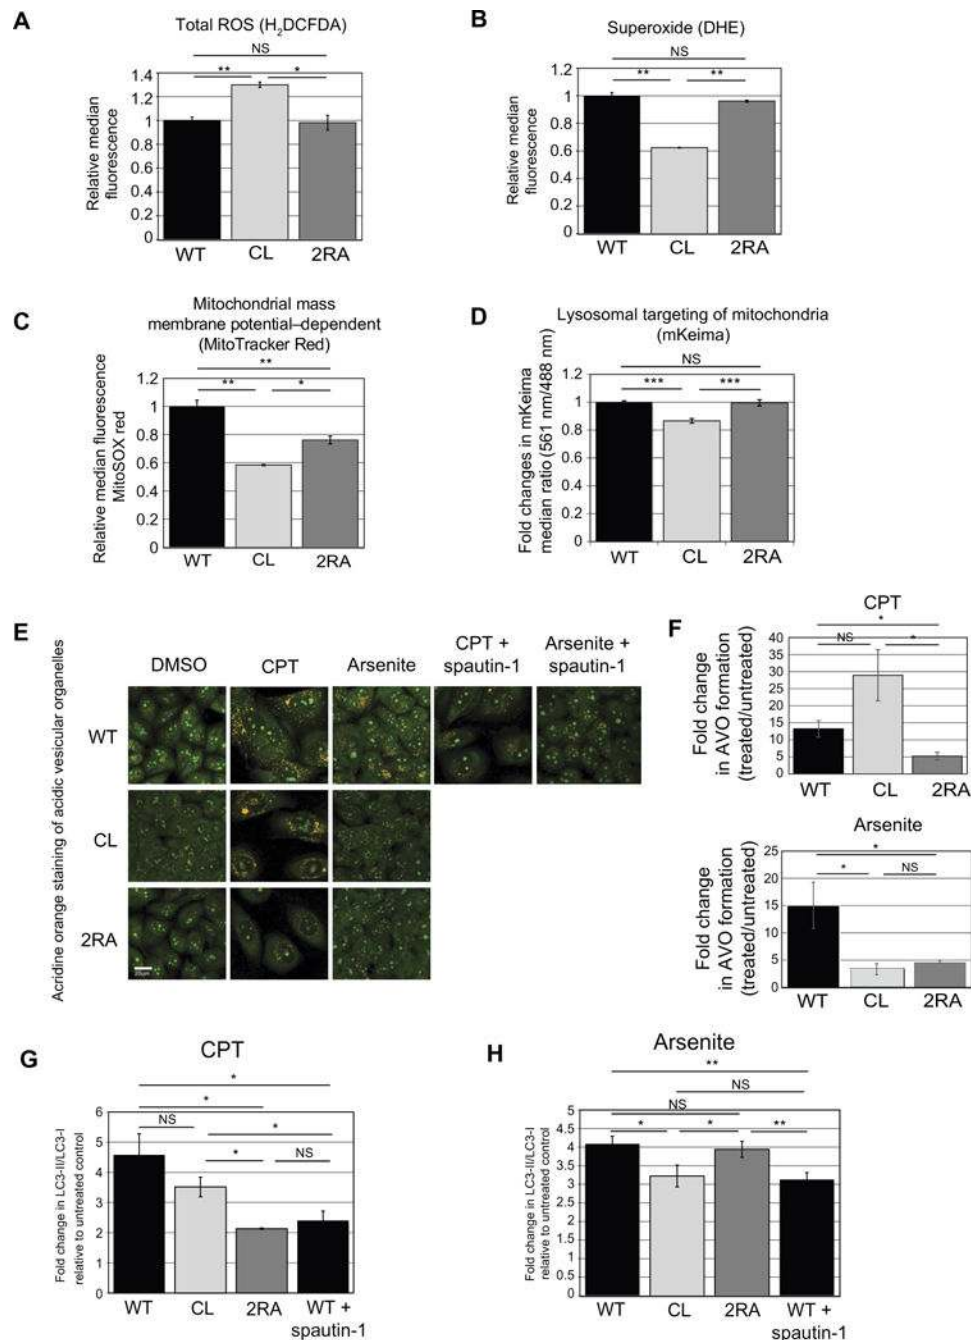 A
Total ROS (H₂DCFDA)
NS
** *
Relative median
fluorescence
1.4
1.2
1
0.8
0.6
0.4
0.2
0
WT CL 2RA
B
Superoxide (DHE)
NS
** **
Relative median
fluorescence
1.2
1
0.8
0.6
0.4
0.2
0
WT CL 2RA
C
Mitochondrial mass
membrane potential–dependent
(MitoTracker Red)
**
** *
Relative median fluorescence
MitoSOX red
1.2
1
0.8
0.6
0.4
0.2
0
WT CL 2RA
D
Lysosomal targeting of mitochondria
(mKeima)
NS
*** ***
Fold changes in mKeima
median ratio (561 nm/488 nm)
1.2
1
0.8
0.6
0.4
0.2
0
WT CL 2RA
E
Acridine orange staining of acidic vesicular organelles
DMSO CPT Arsenite CPT + spautin-1 Arsenite + spautin-1
WT
CL
2RA
F
CPT
*
NS *
Fold change
in AVO formation
(treated/untreated)
40
35
30
25
20
15
10
5
0
WT CL 2RA
Arsenite
*
* NS
Fold change
in AVO formation
(treated/untreated)
25
20
15
10
5
0
WT CL 2RA
G
CPT
*
*
NS *
* NS
Fold change in LC3-II/LC3-I
relative to untreated control
6
5
4
3
2
1
0
WT CL 2RA WT +
spautin-1
H
Arsenite
**
NS
NS
* * **
Fold change in LC3-II/LC3-I
relative to untreated control
5
4.5
4
3.5
3
2.5
2
1.5
1
0.5
0
WT CL 2RA WT +
spautin-1